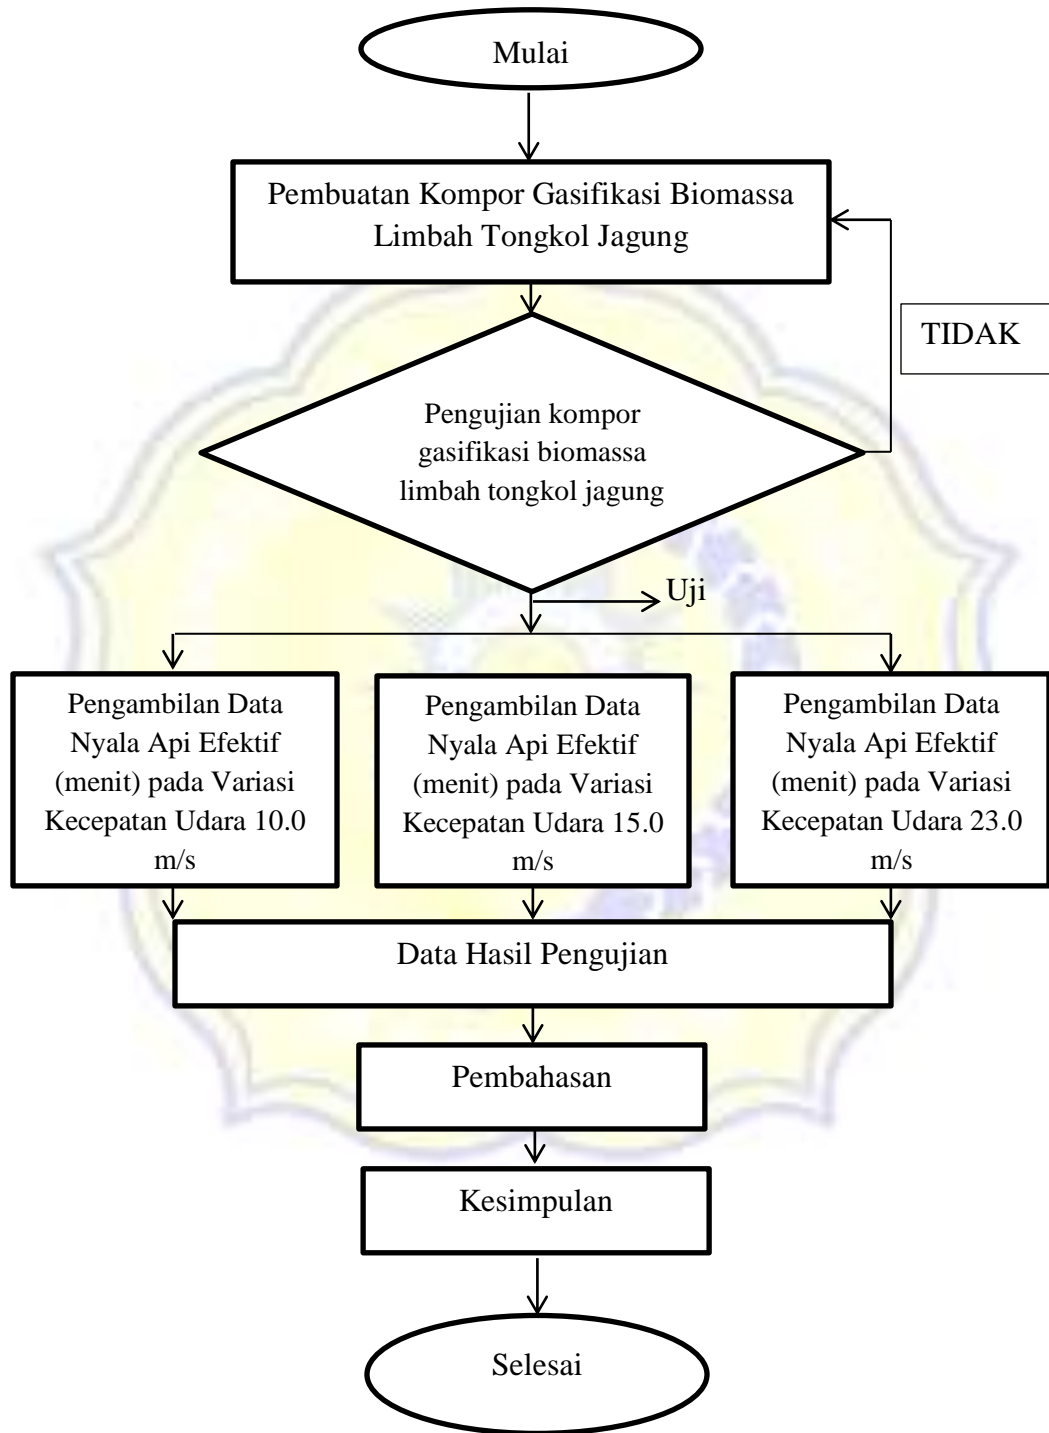 Mulai
Pembuatan Kompor Gasifikasi Biomassa
Limbah Tongkol Jagung
TIDAK
Pengujian kompor
gasifikasi biomassa
limbah tongkol jagung
Uji
Pengambilan Data
Nyala Api Efektif
(menit) pada Variasi
Kecepatan Udara 10.0
m/s
Pengambilan Data
Nyala Api Efektif
(menit) pada Variasi
Kecepatan Udara 15.0
m/s
Pengambilan Data
Nyala Api Efektif
(menit) pada Variasi
Kecepatan Udara 23.0
m/s
Data Hasil Pengujian
Pembahasan
Kesimpulan
Selesai